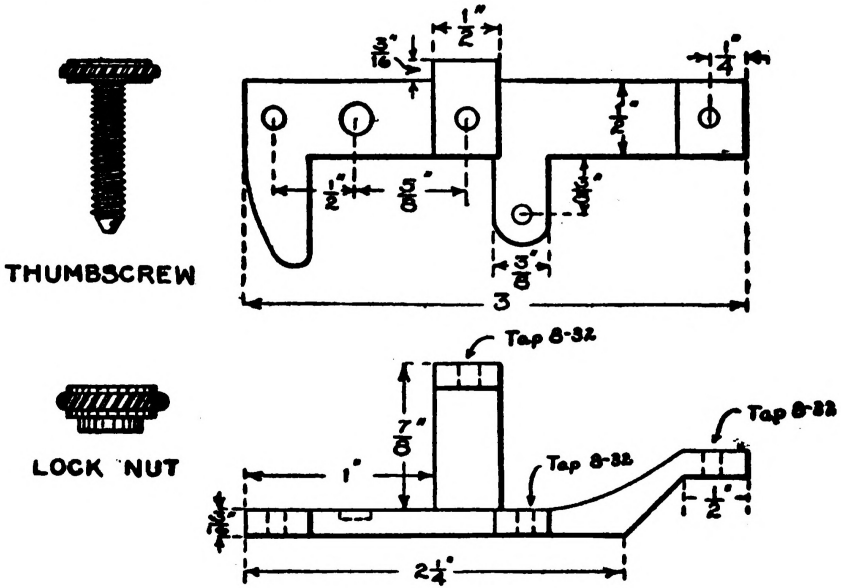 1/2"
3/16"
1/4"
1/2"
1/2"
5/8"
3/8"
3/8"
3
THUMBSCREW
Tap 8-32
7/8"
Tap 8-32
LOCK NUT
1"
Tap 8-32
1/2"
2 1/4"